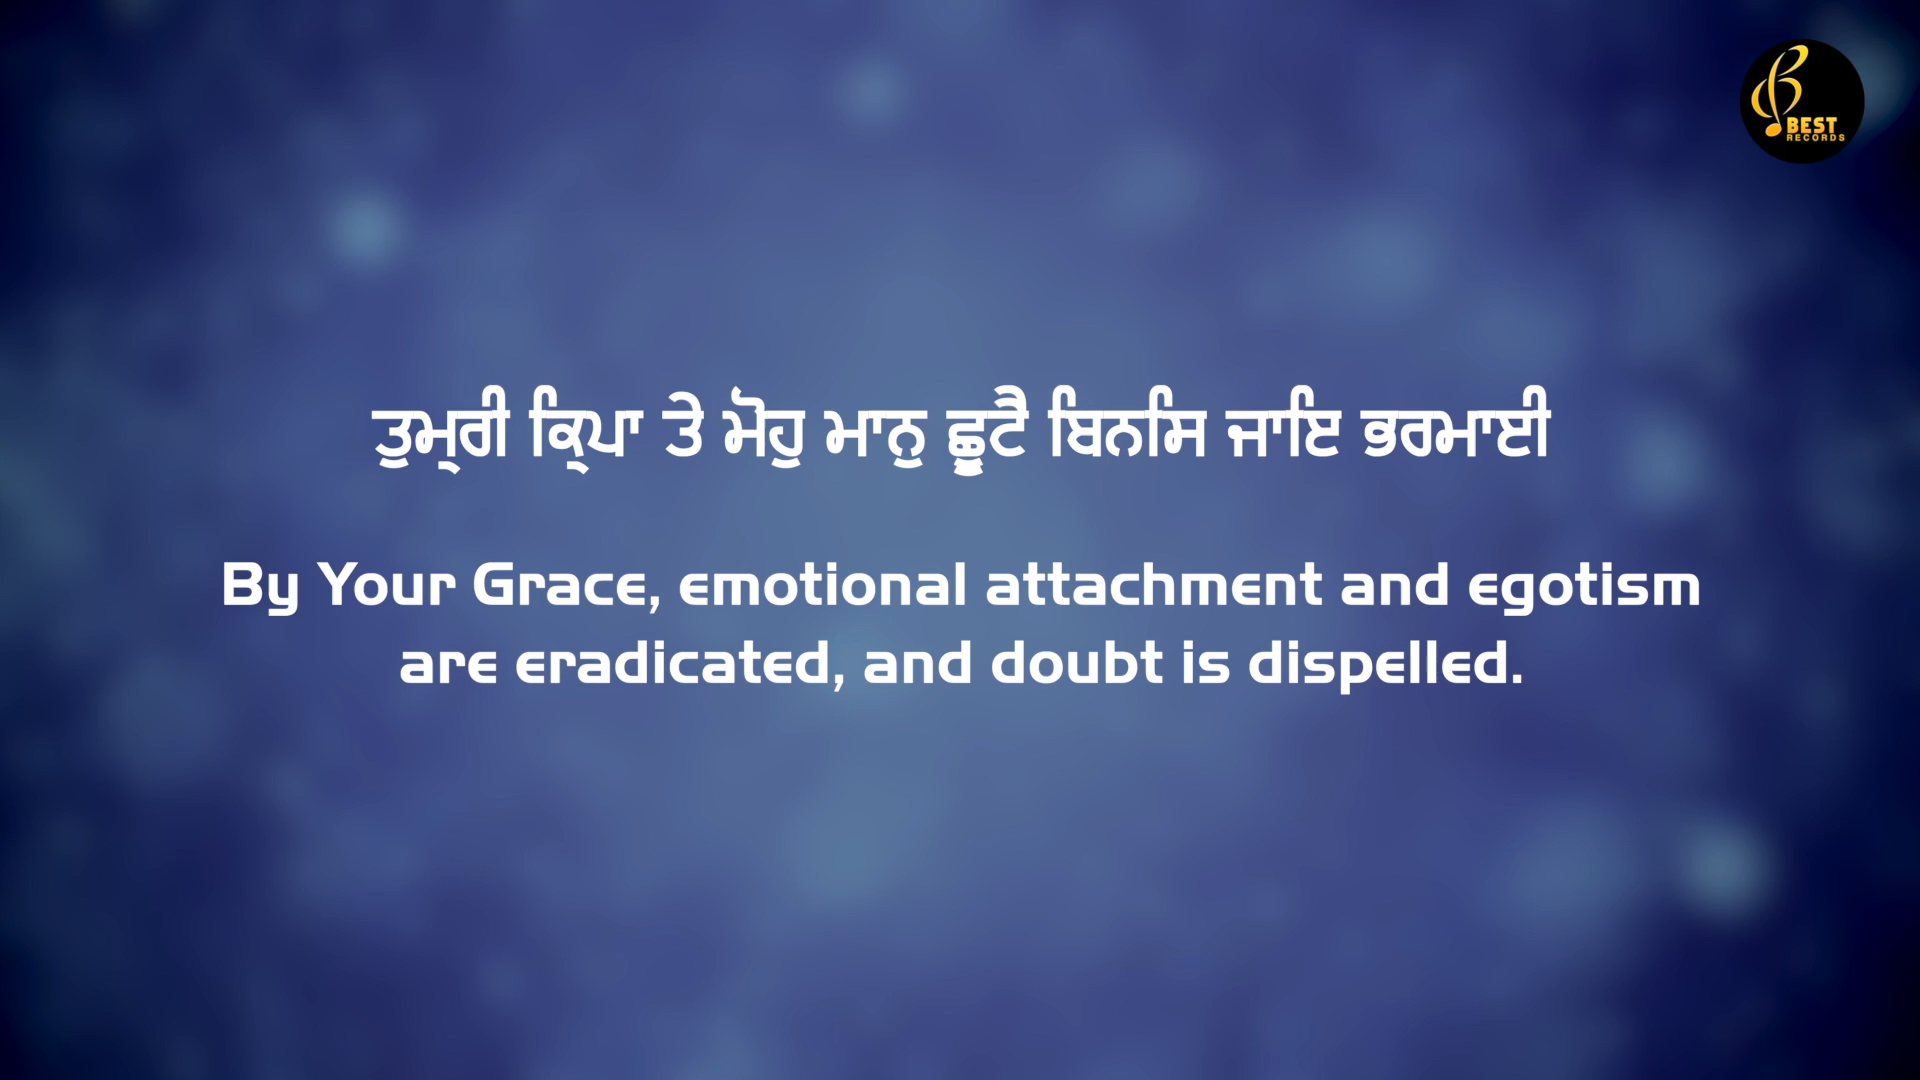 BEST
RECORDS
ਤੁਮ੍ਰੀ ਕ੍ਰਿਪਾ ਤੇ ਮੋਹੁ ਮਾਨੁ ਛੂਟੈ ਬਿਨਸਿ ਜਾਇ ਭਰਮਾਈ
By Your Grace, emotional attachment and egotism
are eradicated, and doubt is dispelled.